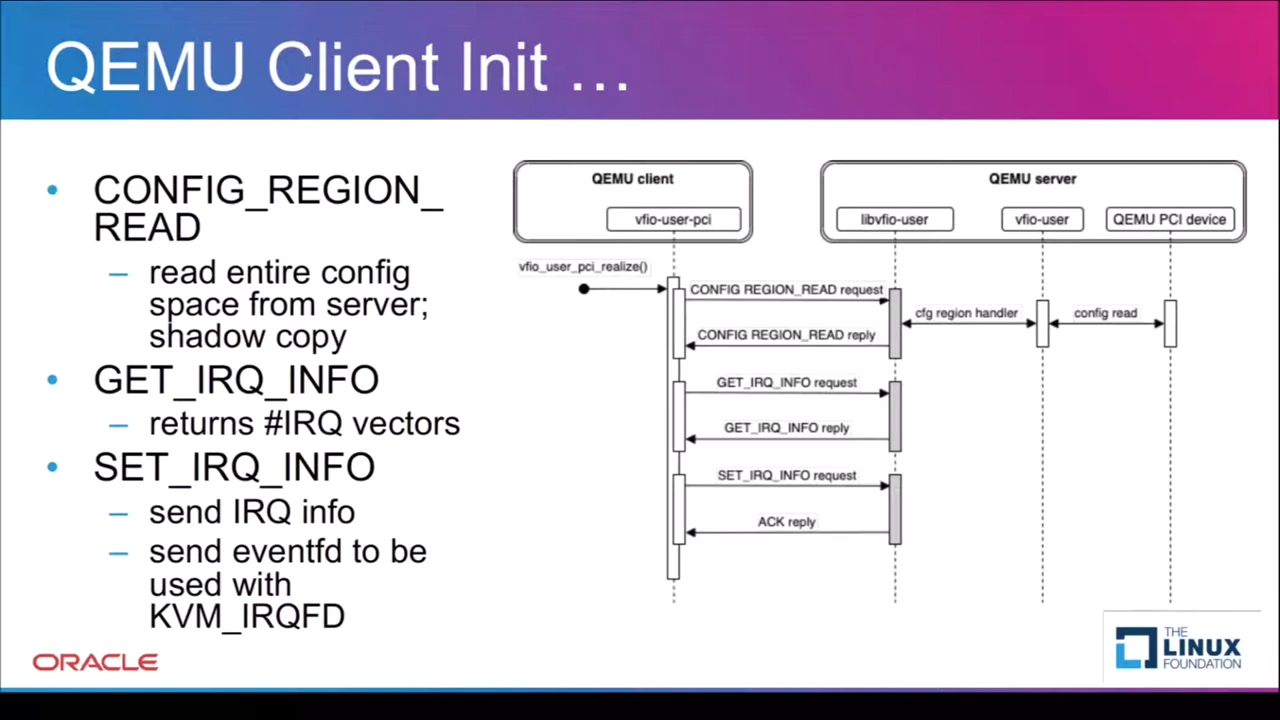 QEMU Client Init …
• CONFIG_REGION_
READ
– read entire config
space from server;
shadow copy
• GET_IRQ_INFO
– returns #IRQ vectors
• SET_IRQ_INFO
– send IRQ info
– send eventfd to be
used with
KVM_IRQFD
QEMU client
vfio-user-pci
QEMU server
libvfio-user
vfio-user
QEMU PCI device
vfio_user_pci_realize()
CONFIG REGION_READ request
cfg region handler
config read
CONFIG REGION_READ reply
GET_IRQ_INFO request
GET_IRQ_INFO reply
SET_IRQ_INFO request
ACK reply
ORACLE
THE
LINUX
FOUNDATION